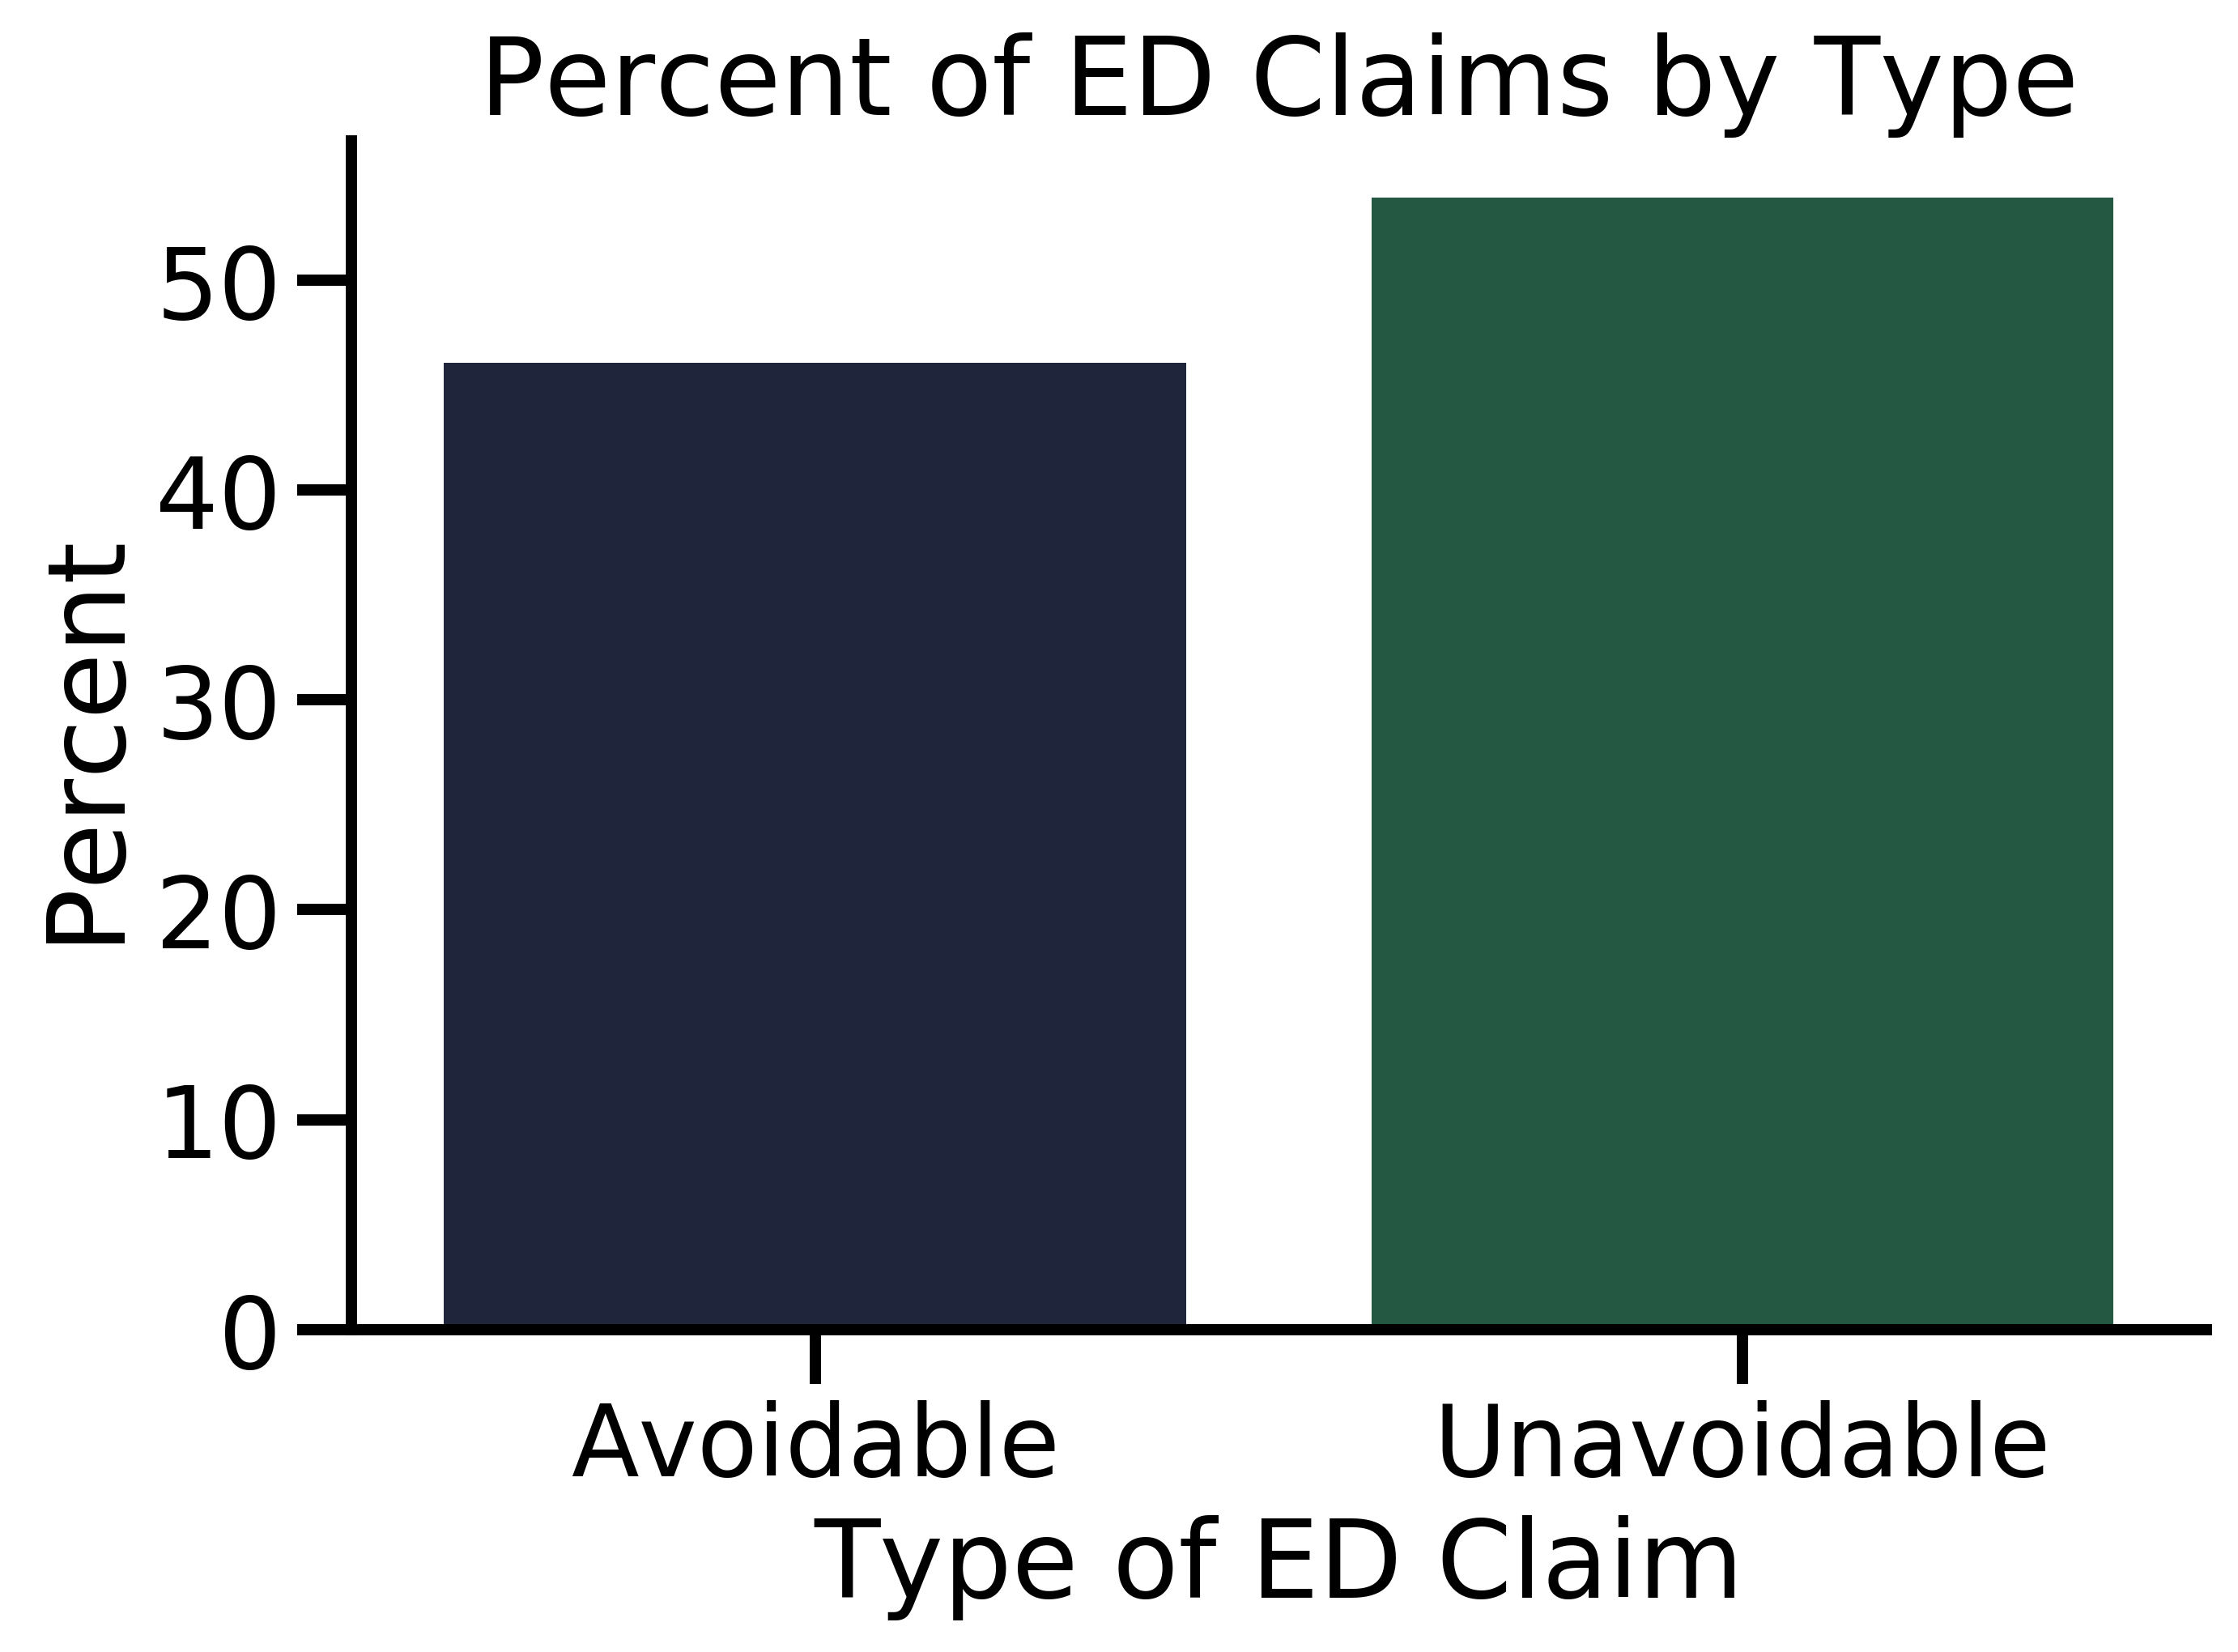 Percent of ED Claims by Type
Percent
50
40
30
20
10
0
Avoidable
Unavoidable
Type of ED Claim